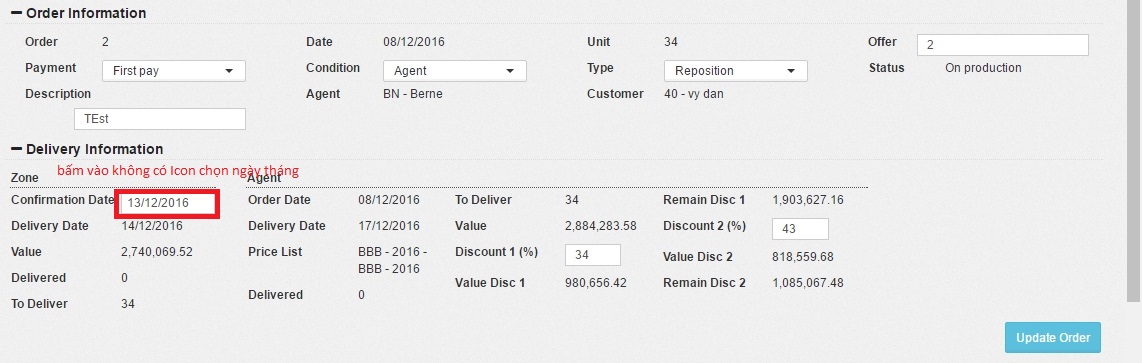 Order Information
Order 2 Date 08/12/2016 Unit 34 Offer 2
Payment First pay Condition Agent Type Reposition Status On production
Description Agent BN - Berne Customer 40 - vy dan
TEst
Delivery Information
bấm vào không có Icon chọn ngày tháng
Zone Agent
Confirmation Date 13/12/2016 Order Date 08/12/2016 To Deliver 34 Remain Disc 1 1,903,627.16
Delivery Date 14/12/2016 Delivery Date 17/12/2016 Value 2,884,283.58 Discount 2 (%) 43
Value 2,740,069.52 Price List BBB - 2016 - Discount 1 (%) 34 Value Disc 2 818,559.68
BBB - 2016
Delivered 0 Value Disc 1 980,656.42 Remain Disc 2 1,085,067.48
Delivered 0
To Deliver 34
Update Order